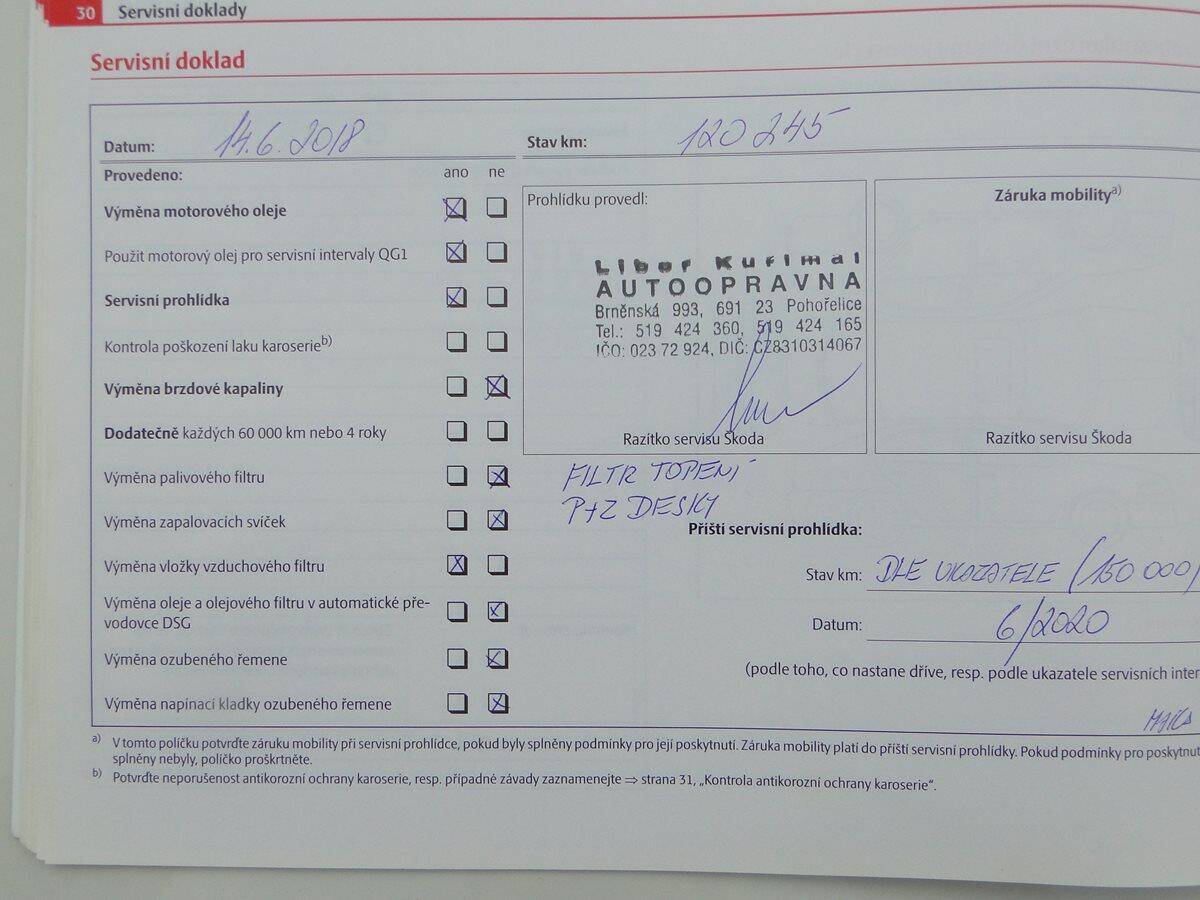 30 Servisní doklady
Servisní doklad
Datum: 14.6.2018
Stav km: 120 245
Provedeno: ano ne
Výměna motorového oleje
Použit motorový olej pro servisní intervaly QG1
Servisní prohlídka
Kontrola poškození laku karoserieb)
Výměna brzdové kapaliny
Dodatečně každých 60 000 km nebo 4 roky
Výměna palivového filtru
Výměna zapalovacích svíček
Výměna vložky vzduchového filtru
Výměna oleje a olejového filtru v automatické pře-
vodovce DSG
Výměna ozubeného řemene
Výměna napínací kladky ozubeného řemene
Prohlídku provedl:
Libor Kuřímal
AUTOOPRAVNA
Brněnská 993, 691 23 Pohořelice
Tel.: 519 424 360, 519 424 165
IČO: 023 72 924, DIČ: CZ8310314067
Razítko servisu Škoda
Záruka mobilitya)
Razítko servisu Škoda
FILTR TOPENÍ
P+Z DESKY
Příští servisní prohlídka:
Stav km: DLE UKAZATELE (150 000)
Datum: 6/2020
(podle toho, co nastane dříve, resp. podle ukazatele servisních inter
a) V tomto políčku potvrďte záruku mobility při servisní prohlídce, pokud byly splněny podmínky pro její poskytnutí. Záruka mobility platí do příští servisní prohlídky. Pokud podmínky pro poskytnut
splněny nebyly, políčko proškrtněte.
b) Potvrďte neporušenost antikorozní ochrany karoserie, resp. případné závady zaznamenejte ⇒ strana 31, „Kontrola antikorozní ochrany karoserie“.